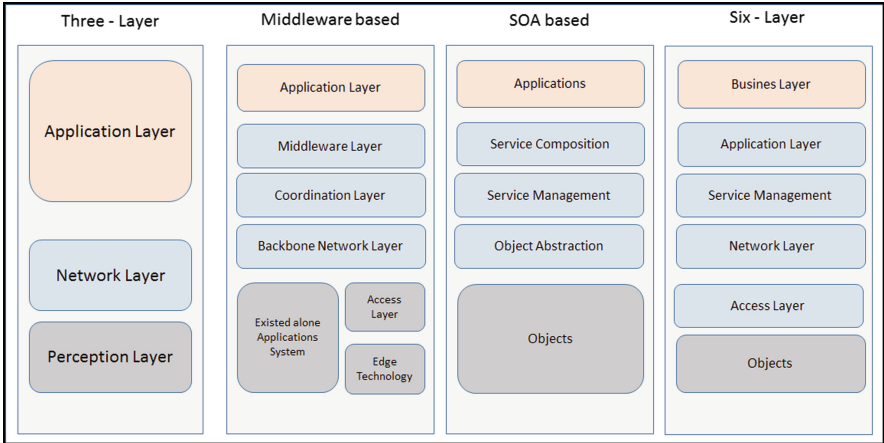 Three - Layer
Application Layer
Network Layer
Perception Layer
Middleware based
Application Layer
Middleware Layer
Coordination Layer
Backbone Network Layer
Existed alone
Applications
System
Access
Layer
Edge
Technology
SOA based
Applications
Service Composition
Service Management
Object Abstraction
Objects
Six - Layer
Busines Layer
Application Layer
Service Management
Network Layer
Access Layer
Objects